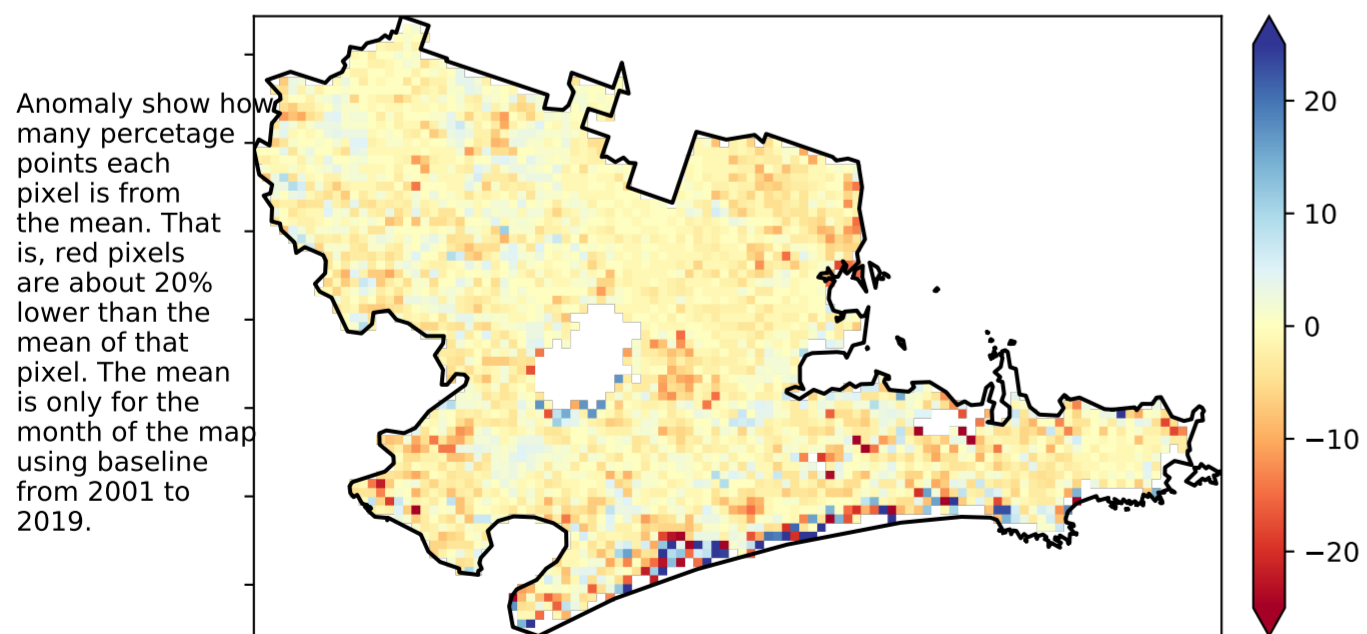 Anomaly show how
many percetage
points each
pixel is from
the mean. That
is, red pixels
are about 20%
lower than the
mean of that
pixel. The mean
is only for the
month of the map
using baseline
from 2001 to
2019.
20
10
0
−10
−20